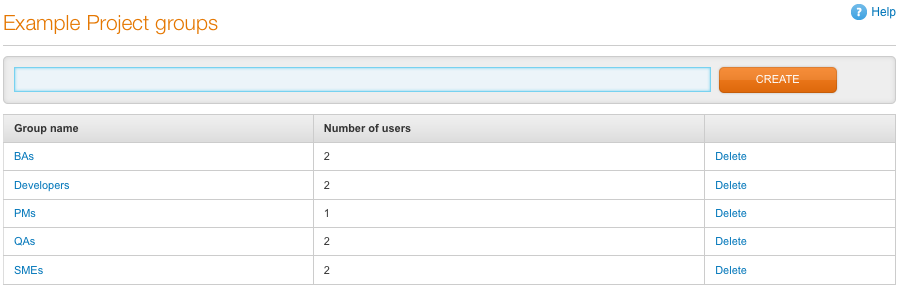 ? Help
Example Project groups
CREATE
Group name Number of users
BAs 2 Delete
Developers 2 Delete
PMs 1 Delete
QAs 2 Delete
SMEs 2 Delete